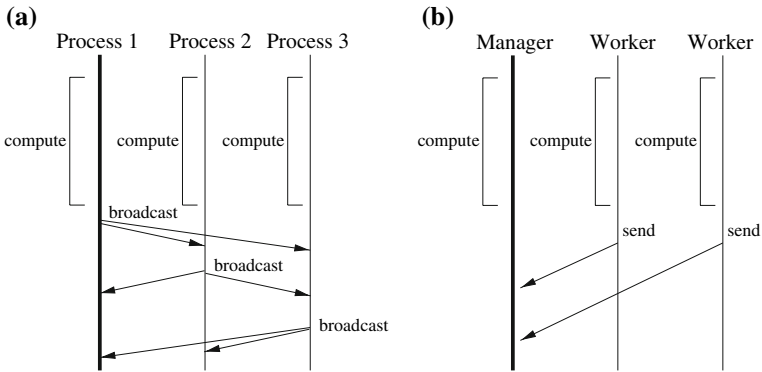 (a)
Process 1 Process 2 Process 3
compute compute compute
broadcast
broadcast
broadcast
(b)
Manager Worker Worker
compute compute compute
send send